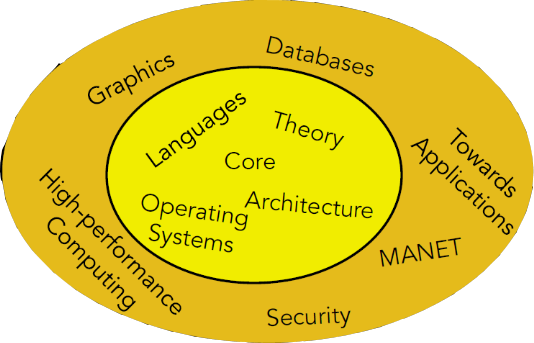 Databases
Graphics
Languages
Theory
Towards
Applications
Core
Operating
Systems
Architecture
High-performance
Computing
MANET
Security